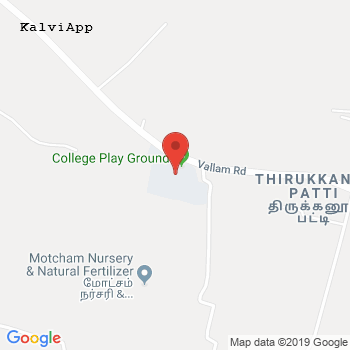 KalviApp
College Play Ground
Vallam Rd
THIRUKKAN
PATTI
திருக்கனூ
பட்டி
Motcham Nursery
& Natural Fertilizer
மோட்சம்
நர்சரி &...
Google
Map data ©2019 Google